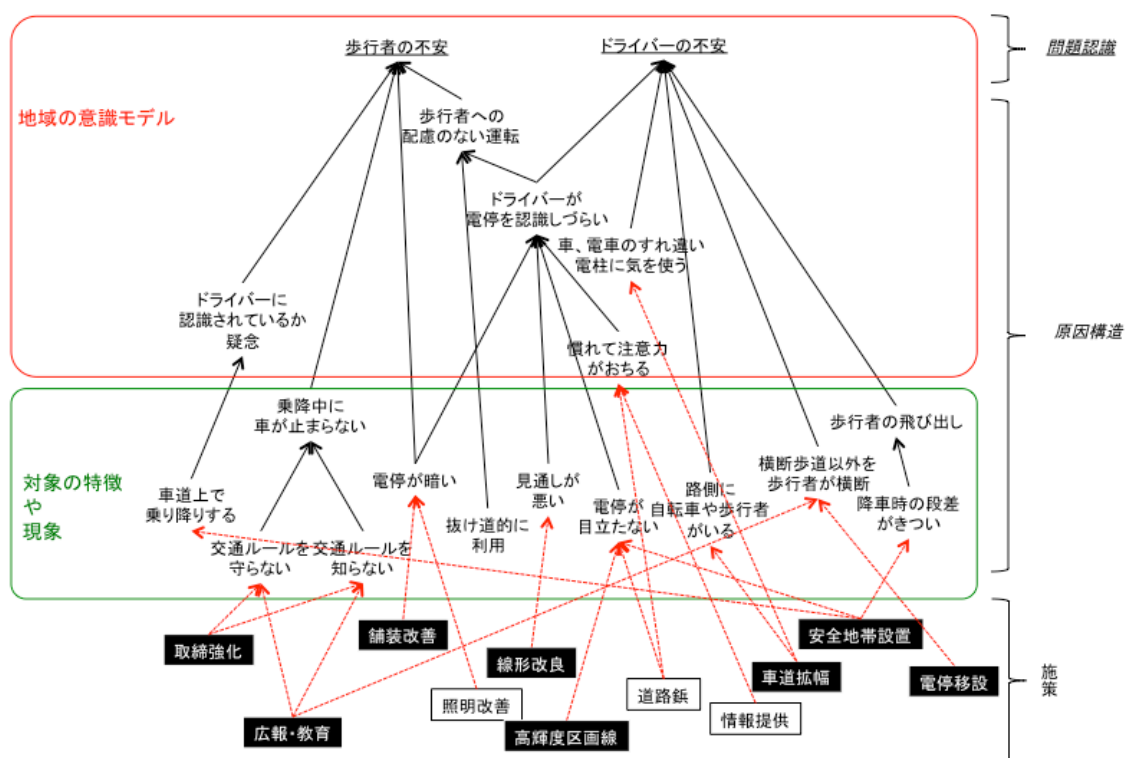 歩行者の不安
ドライバーの不安
問題認識
地域の意識モデル
歩行者への
配慮のない運転
ドライバーが
電停を認識しづらい
車、電車のすれ違い
電柱に気を使う
ドライバーに
認識されているか
疑念
原因構造
慣れて注意力
がおちる
乗降中に
車が止まらない
歩行者の飛び出し
対象の特徴
や
現象
車道上で
乗り降りする
電停が暗い
見通しが
悪い
横断歩道以外を
歩行者が横断
抜け道的に
利用
電停が
目立たない
路側に
自転車や歩行者
がいる
降車時の段差
がきつい
交通ルールを
守らない
交通ルールを
知らない
取締強化
舗装改善
線形改良
安全地帯設置
車道拡幅
電停移設
施策
照明改善
道路鋲
情報提供
広報・教育
高輝度区画線